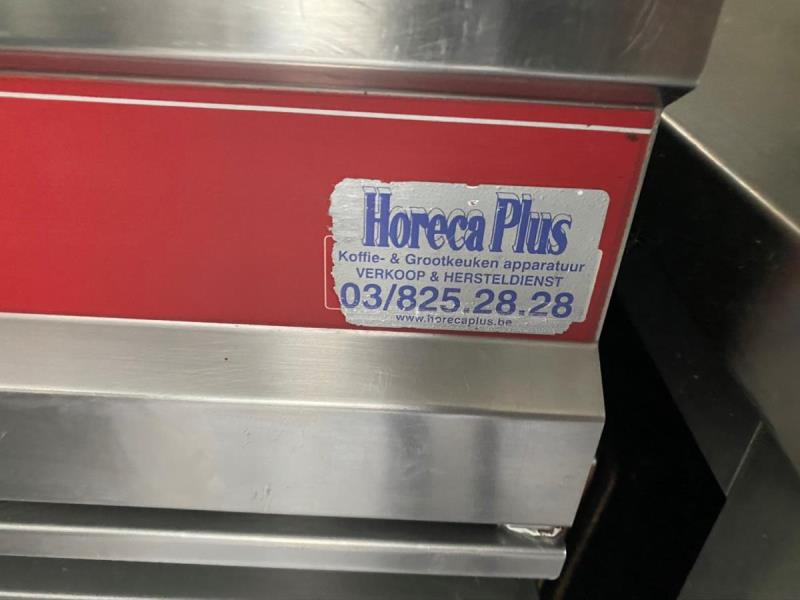 Horeca Plus
Koffie- & Grootkeuken apparatuur
VERKOOP & HERSTELDIENST
03/825.28.28
www.horecaplus.be